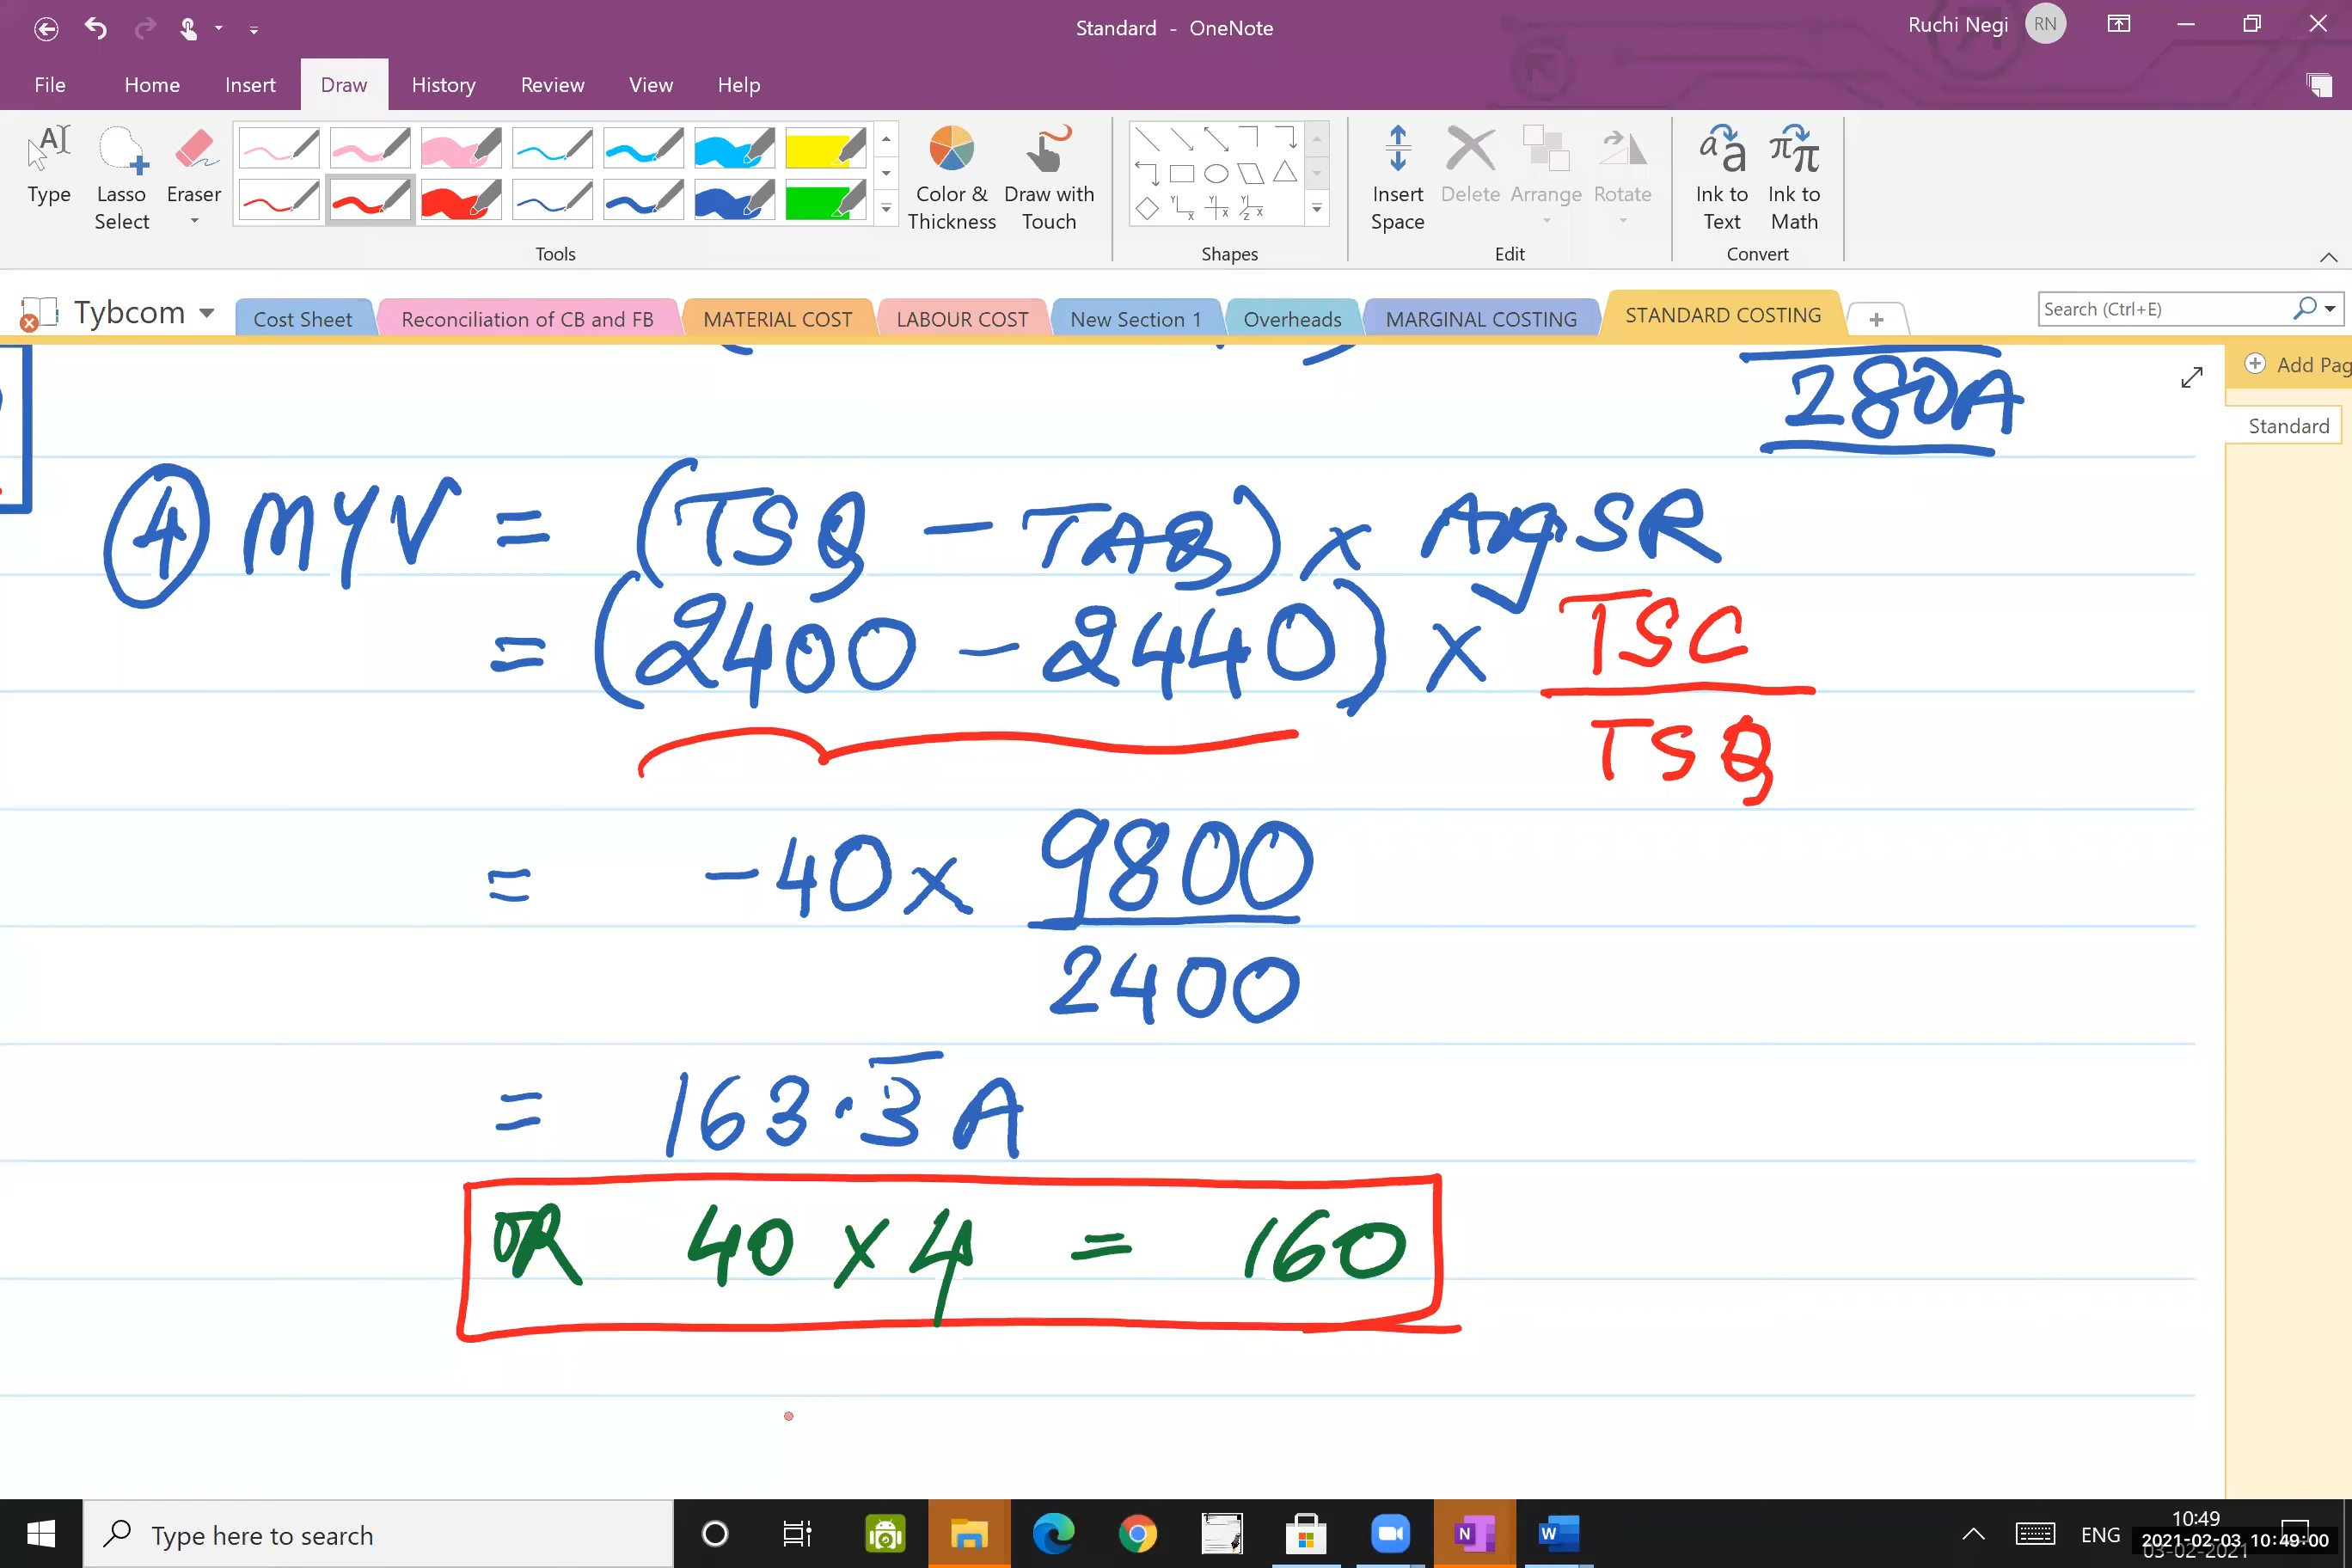 Standard - OneNote
Ruchi Negi RN
File Home Insert Draw History Review View Help
Type
Lasso Select
Eraser
Color & Thickness
Draw with Touch
Insert Space
Delete
Arrange
Rotate
Ink to Text
Ink to Math
Tools Shapes Edit Convert
Tybcom Cost Sheet Reconciliation of CB and FB MATERIAL COST LABOUR COST New Section 1 Overheads MARGINAL COSTING STANDARD COSTING Search (Ctrl+E)
Add Pag
Standard
280A
④ MYV = (TSQ - TAQ) x Avg SR
= (2400 - 2440) x TSC
TSQ
= -40 x 9800
2400
= 163.3̅ A
OR 40 x 4 = 160
Type here to search
ENG
10:49
03-02-2021
2021-02-03 10:49:00